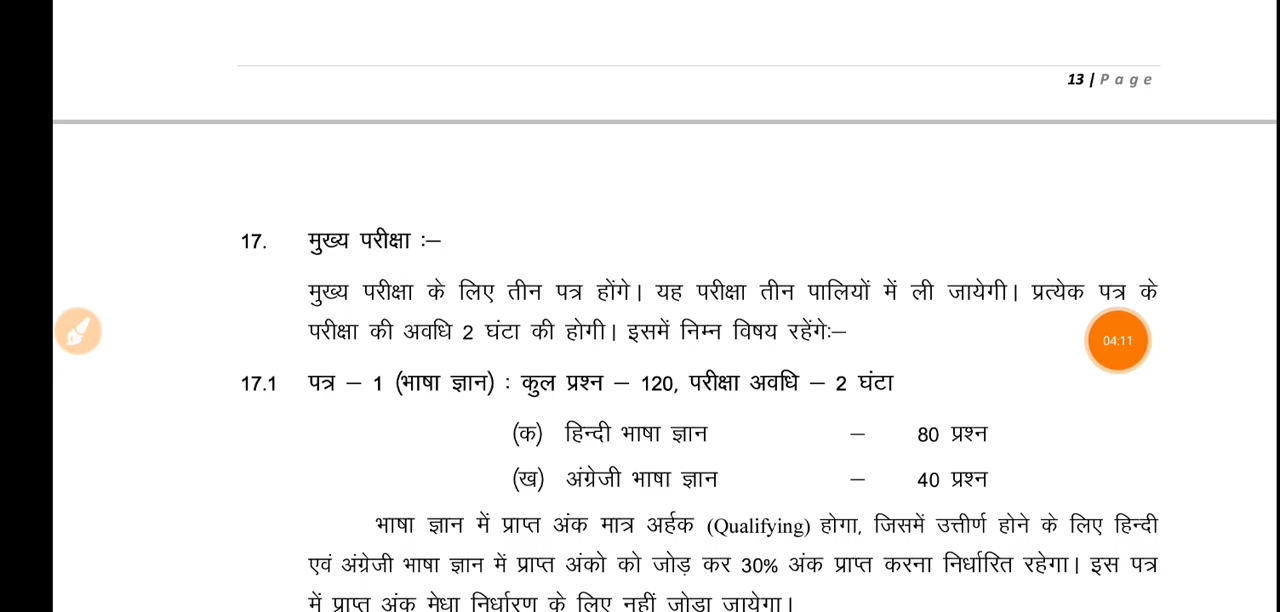 13 | Page
17. मुख्य परीक्षा :–
मुख्य परीक्षा के लिए तीन पत्र होंगे। यह परीक्षा तीन पालियों में ली जायेगी। प्रत्येक पत्र के
परीक्षा की अवधि 2 घंटा की होगी। इसमें निम्न विषय रहेंगे:–
04:11
17.1 पत्र – 1 (भाषा ज्ञान) : कुल प्रश्न – 120, परीक्षा अवधि – 2 घंटा
(क) हिन्दी भाषा ज्ञान – 80 प्रश्न
(ख) अंग्रेजी भाषा ज्ञान – 40 प्रश्न
भाषा ज्ञान में प्राप्त अंक मात्र अर्हक (Qualifying) होगा, जिसमें उत्तीर्ण होने के लिए हिन्दी
एवं अंग्रेजी भाषा ज्ञान में प्राप्त अंको को जोड़ कर 30% अंक प्राप्त करना निर्धारित रहेगा। इस पत्र
में प्राप्त अंक मेधा निर्धारण के लिए नहीं जोड़ा जायेगा।